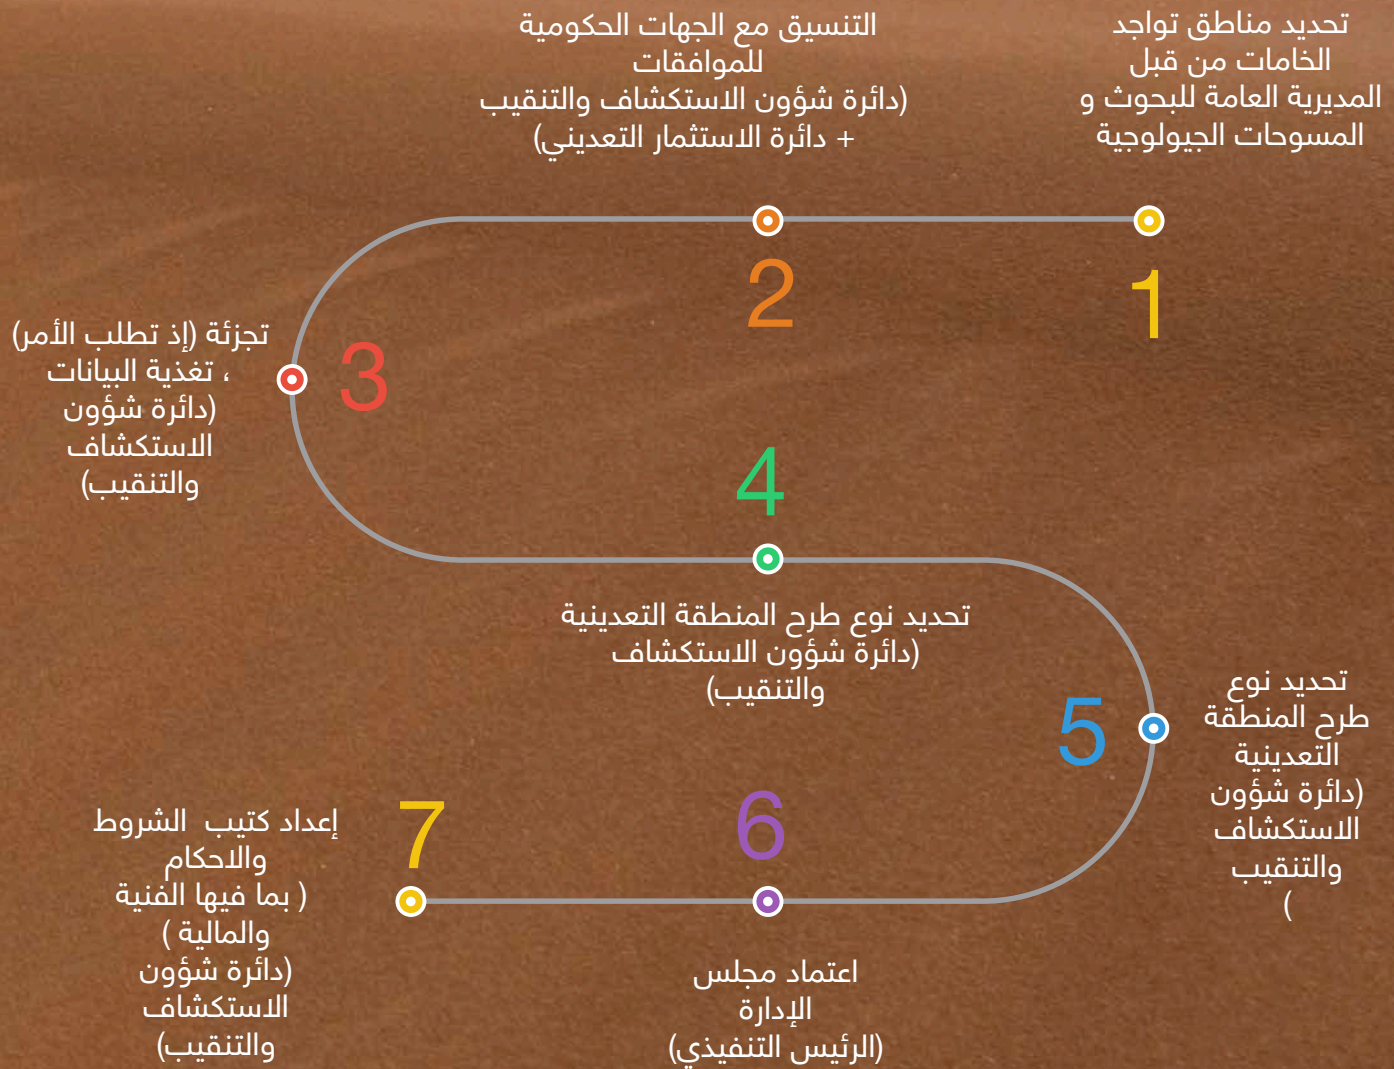 تحديد مناطق تواجد
الخامات من قبل
المديرية العامة للبحوث و
المسوحات الجيولوجية
1
التنسيق مع الجهات الحكومية
للموافقات
(دائرة شؤون الاستكشاف والتنقيب
+ دائرة الاستثمار التعديني)
2
تجزئة (إذ تطلب الأمر)
، تغذية البيانات
(دائرة شؤون
الاستكشاف
والتنقيب)
3
4
تحديد نوع طرح المنطقة التعدينية
(دائرة شؤون الاستكشاف
والتنقيب)
5
تحديد نوع
طرح المنطقة
التعدينية
(دائرة شؤون
الاستكشاف
والتنقيب
)
6
اعتماد مجلس
الإدارة
(الرئيس التنفيذي)
7
إعداد كتيب الشروط
والاحكام
( بما فيها الفنية
والمالية )
(دائرة شؤون
الاستكشاف
والتنقيب)